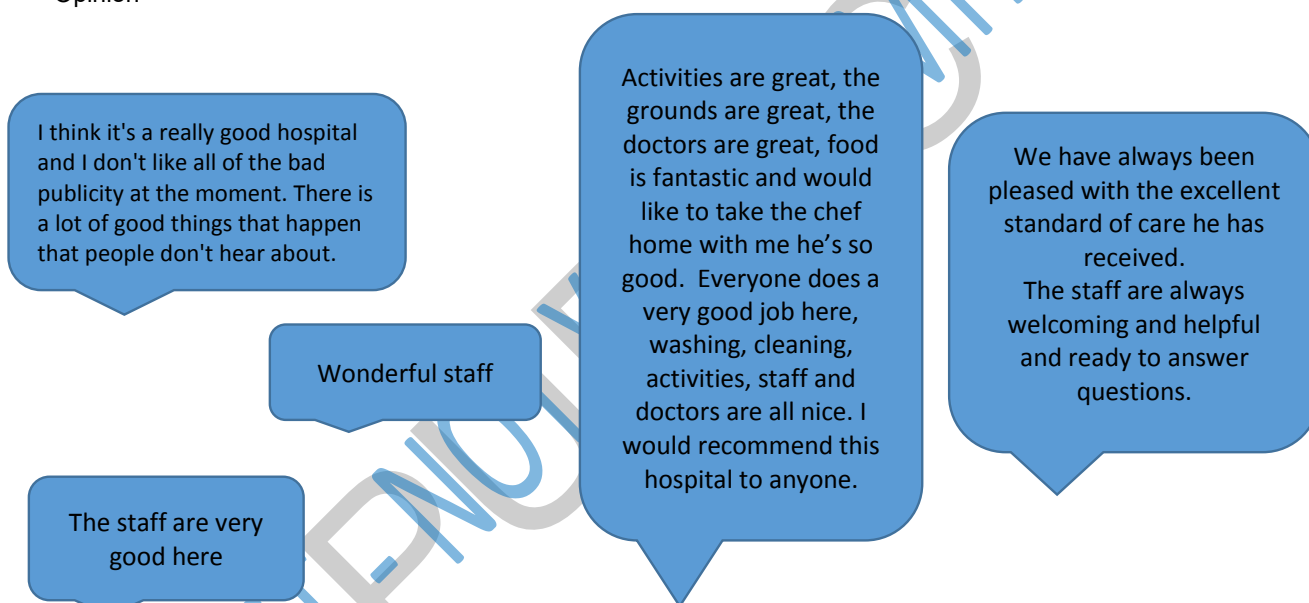 Opinion
I think it's a really good hospital
and I don't like all of the bad
publicity at the moment. There is
a lot of good things that happen
that people don't hear about.
Wonderful staff
The staff are very
good here
Activities are great, the
grounds are great, the
doctors are great, food
is fantastic and would
like to take the chef
home with me he’s so
good.  Everyone does a
very good job here,
washing, cleaning,
activities, staff and
doctors are all nice. I
would recommend this
hospital to anyone.
We have always been
pleased with the excellent
standard of care he has
received.
The staff are always
welcoming and helpful
and ready to answer
questions.